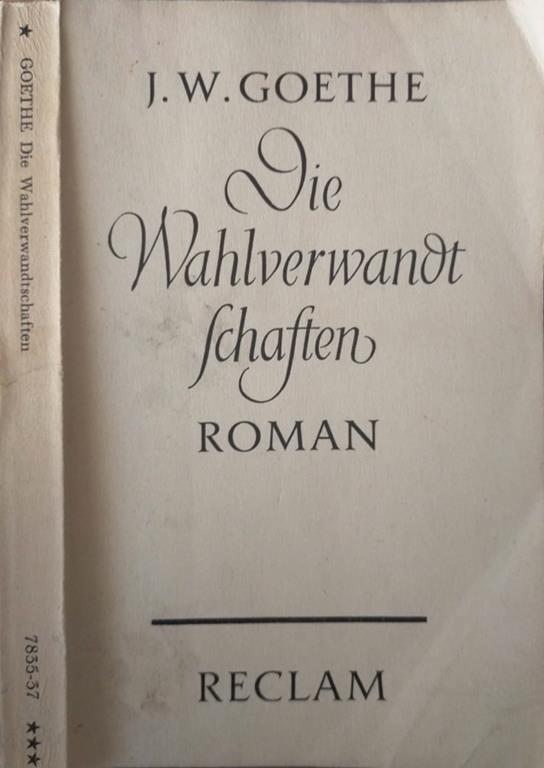 J. W. GOETHE
Die
Wahlverwandt
schaften
ROMAN
RECLAM
★ GOETHE Die Wahlverwandtschaften
7835-37 ★★★